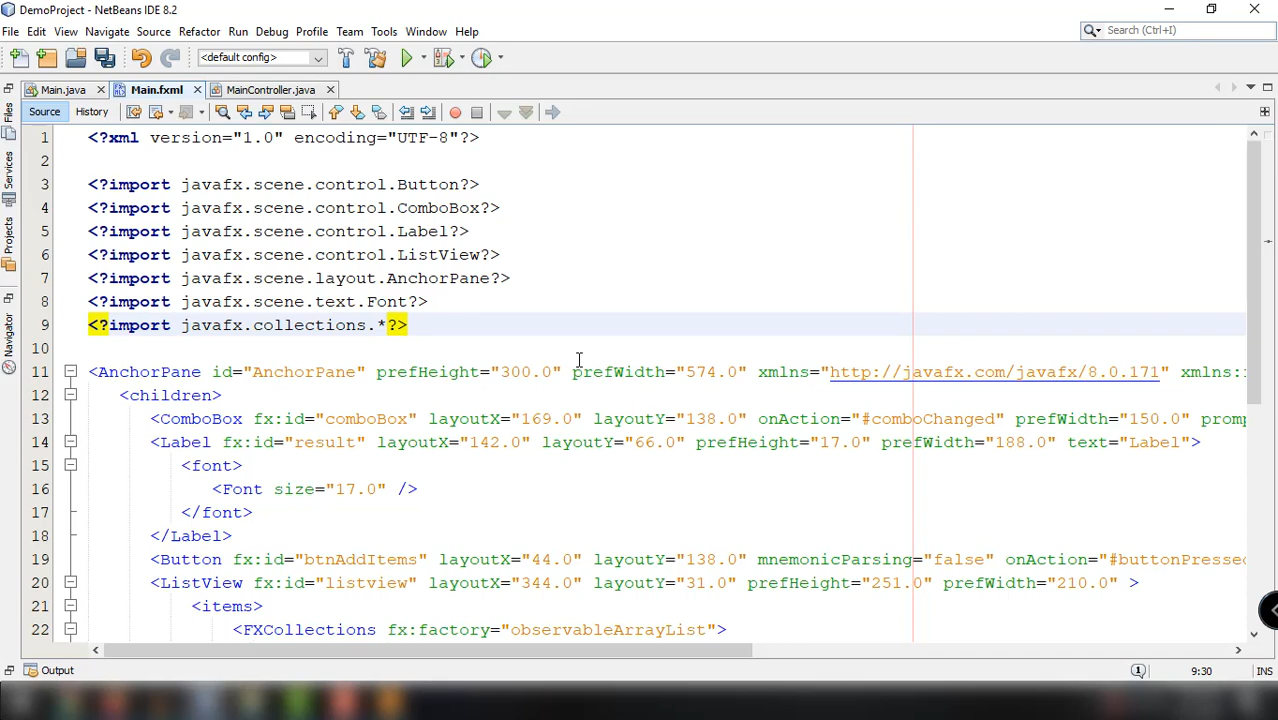 DemoProject - NetBeans IDE 8.2
File Edit View Navigate Source Refactor Run Debug Profile Team Tools Window Help
Search (Ctrl+I)
<default config>
Main.java Main.fxml MainController.java
Source History
Files
Services
Projects
Navigator
1 <?xml version="1.0" encoding="UTF-8"?>
2
3 <?import javafx.scene.control.Button?>
4 <?import javafx.scene.control.ComboBox?>
5 <?import javafx.scene.control.Label?>
6 <?import javafx.scene.control.ListView?>
7 <?import javafx.scene.layout.AnchorPane?>
8 <?import javafx.scene.text.Font?>
9 <?import javafx.collections.*?>
10
11 <AnchorPane id="AnchorPane" prefHeight="300.0" prefWidth="574.0" xmlns="http://javafx.com/javafx/8.0.171" xmlns:
12 <children>
13 <ComboBox fx:id="comboBox" layoutX="169.0" layoutY="138.0" onAction="#comboChanged" prefWidth="150.0" promp
14 <Label fx:id="result" layoutX="142.0" layoutY="66.0" prefHeight="17.0" prefWidth="188.0" text="Label">
15 <font>
16 <Font size="17.0" />
17 </font>
18 </Label>
19 <Button fx:id="btnAddItems" layoutX="44.0" layoutY="138.0" mnemonicParsing="false" onAction="#buttonPressed
20 <ListView fx:id="listview" layoutX="344.0" layoutY="31.0" prefHeight="251.0" prefWidth="210.0" >
21 <items>
22 <FXCollections fx:factory="observableArrayList">
Output
1
9:30
INS